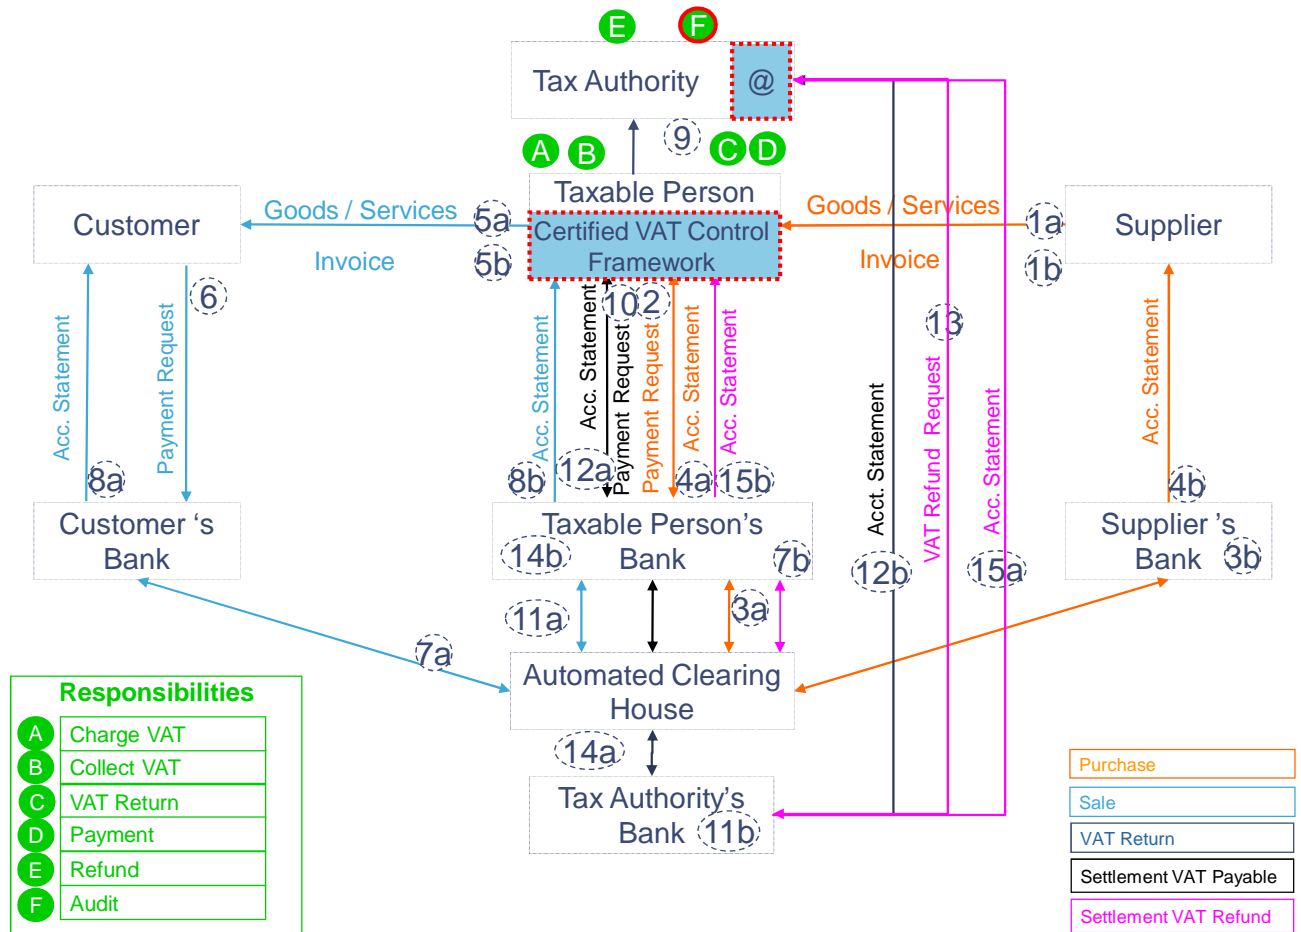 E
F
Tax Authority
@
9
A
B
C
D
Taxable Person
Certified VAT Control
Framework
Customer
Goods / Services
5a
Invoice
5b
Goods / Services
1a
Invoice
1b
Supplier
6
10
2
13
Acc. Statement
Payment Request
Acc. Statement
Acc. Statement
Payment Request
Payment Request
Acc. Statement
Acc. Statement
Acct. Statement
VAT Refund Request
Acc. Statement
Acc. Statement
8a
8b
12a
4a
15b
4b
Customer ‘s
Bank
Taxable Person’s
Bank
14b
7b
12b
15a
Supplier ’s
Bank
3b
11a
3a
7a
Automated Clearing
House
14a
Tax Authority’s
Bank
11b
Responsibilities
A Charge VAT
B Collect VAT
C VAT Return
D Payment
E Refund
F Audit
Purchase
Sale
VAT Return
Settlement VAT Payable
Settlement VAT Refund